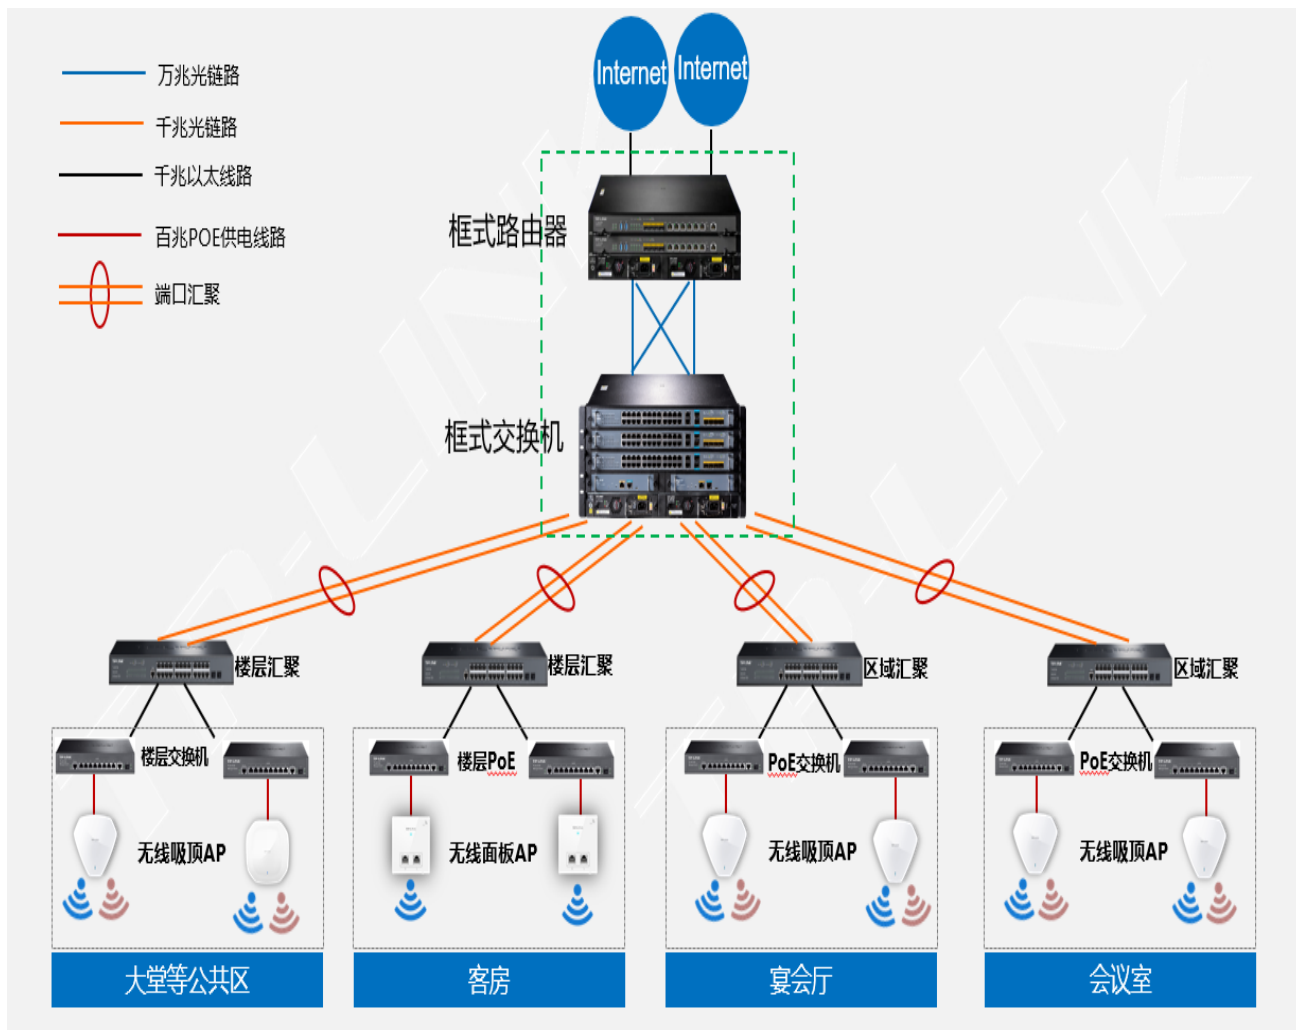 Internet
Internet
万兆光链路
千兆光链路
千兆以太线路
百兆POE供电线路
端口汇聚
框式路由器
框式交换机
楼层汇聚
楼层汇聚
区域汇聚
区域汇聚
楼层交换机
楼层PoE
PoE交换机
PoE交换机
无线吸顶AP
无线面板AP
无线吸顶AP
无线吸顶AP
大堂等公共区
客房
宴会厅
会议室
TP-LINK
TP-LINK